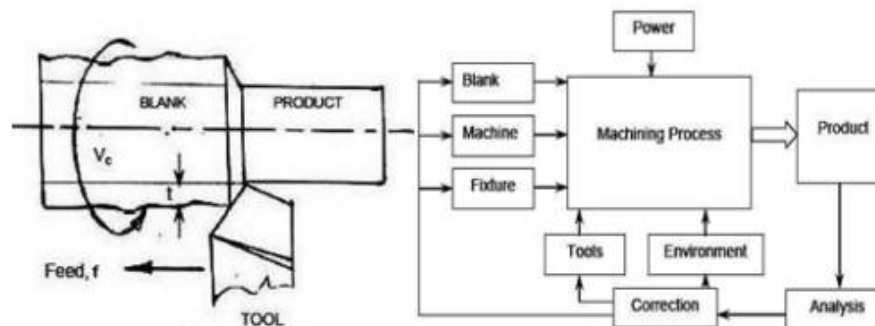 BLANK
PRODUCT
Vc
t
Feed, f
TOOL
Power
Blank
Machine
Fixture
Machining Process
Product
Tools
Environment
Correction
Analysis